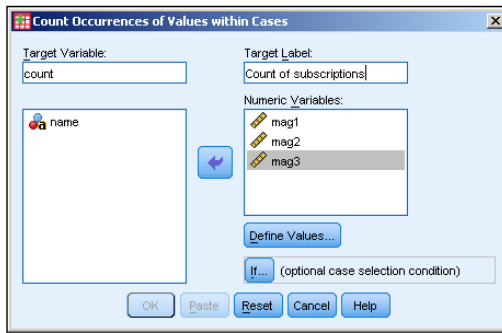 Count Occurrences of Values within Cases
Target Variable:
count
Target Label:
Count of subscriptions
name
Numeric Variables:
mag1
mag2
mag3
Define Values...
If... (optional case selection condition)
OK Paste Reset Cancel Help